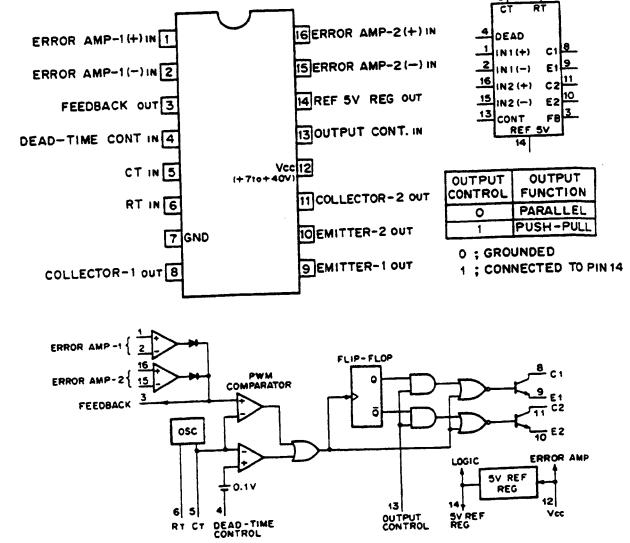 ERROR AMP-1(+) IN 1
ERROR AMP-1(-) IN 2
FEEDBACK OUT 3
DEAD-TIME CONT IN 4
CT IN 5
RT IN 6
7 GND
COLLECTOR-1 OUT 8
16 ERROR AMP-2(+) IN
15 ERROR AMP-2(-) IN
14 REF 5V REG OUT
13 OUTPUT CONT. IN
Vcc 12
(+7to+40V)
11 COLLECTOR-2 OUT
10 EMITTER-2 OUT
9 EMITTER-1 OUT
CT RT
4 DEAD
1 IN1(+) C1 8
2 IN1(-) E1 9
16 IN2(+) C2 11
15 IN2(-) E2 10
13 CONT FB 3
REF 5V
14
OUTPUT CONTROL OUTPUT FUNCTION
0 PARALLEL
1 PUSH-PULL
0 ; GROUNDED
1 ; CONNECTED TO PIN 14
ERROR AMP-1 { 1 + 2 -
ERROR AMP-2 { 16 + 15 -
FEEDBACK 3
PWM
COMPARATOR
+
-
OSC
-
+
0.1V
6 5 4
RT CT DEAD-TIME
CONTROL
FLIP-FLOP
Q
Q̅
8 C1
9 E1
11 C2
10 E2
13
OUTPUT
CONTROL
LOGIC
ERROR AMP
5V REF
REG
14
5V REF
REG
12
Vcc